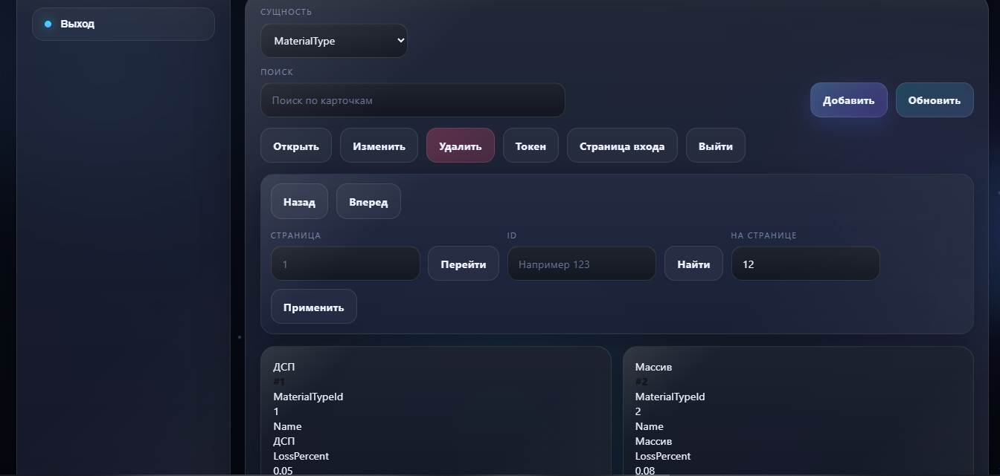 Выход
СУЩНОСТЬ
MaterialType
ПОИСК
Поиск по карточкам
Добавить
Обновить
Открыть
Изменить
Удалить
Токен
Страница входа
Выйти
Назад
Вперед
СТРАНИЦА
1
Перейти
ID
Например 123
Найти
НА СТРАНИЦЕ
12
Применить
ДСП
#1
MaterialTypeId
1
Name
ДСП
LossPercent
0.05
Массив
#2
MaterialTypeId
2
Name
Массив
LossPercent
0.08